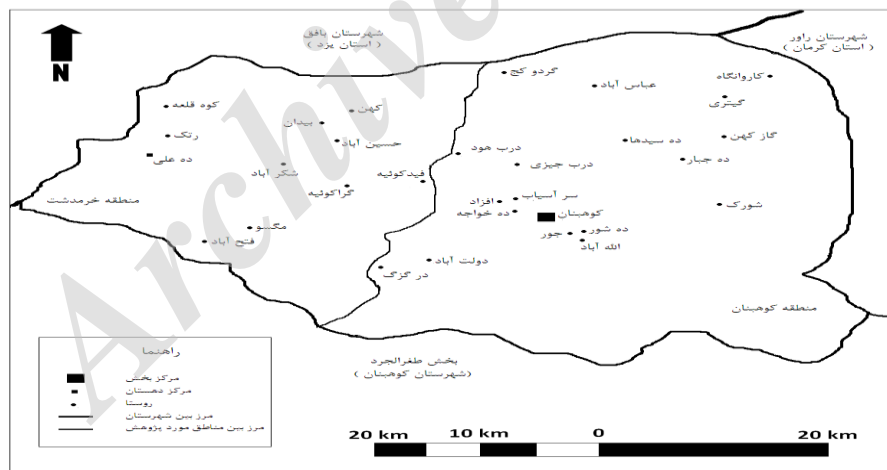 شهرستان بافق
( استان یزد )
شهرستان راور
( استان کرمان )
N
گردو کج
عباس آباد
کاروانگاه
گیتری
کوه قلعه
کهن
بیدان
رتک
حسین آباد
ده علی
شکر آباد
گراکوئیه
فیدکوئیه
درب هود
درب جیزی
ده سیدها
گاز کهن
ده جبار
منطقه خرمدشت
سر آسیاب
افزاد
ده خواجه
کوهبنان
شورک
مگسو
فتح آباد
ده شور
جور
الله آباد
دولت آباد
در گزگ
منطقه کوهبنان
بخش طغرالجرد
(شهرستان کوهبنان )
راهنما
مرکز بخش
مرکز دهستان
روستا
مرز بین شهرستان
مرز بین مناطق مورد پژوهش
20 km 10 km 0 20 km
Archive